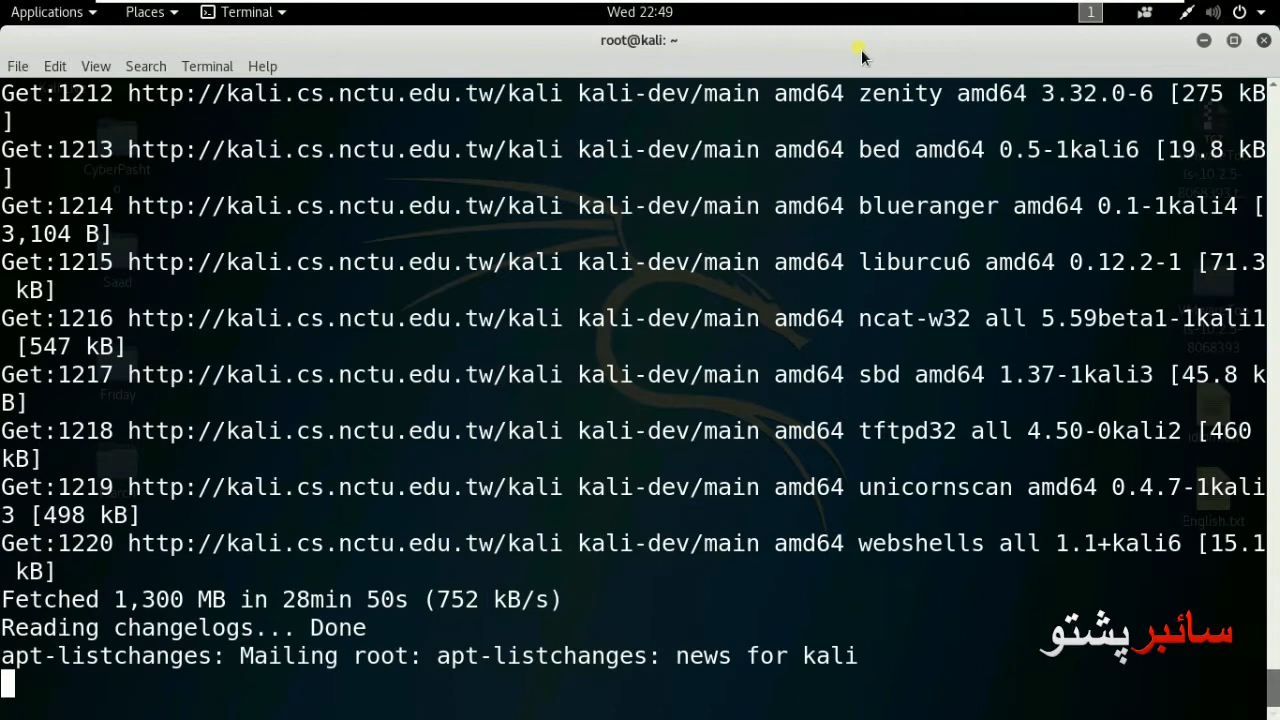 Applications Places Terminal Wed 22:49 1
root@kali: ~
File Edit View Search Terminal Help
Get:1212 http://kali.cs.nctu.edu.tw/kali kali-dev/main amd64 zenity amd64 3.32.0-6 [275 kB
]
Get:1213 http://kali.cs.nctu.edu.tw/kali kali-dev/main amd64 bed amd64 0.5-1kali6 [19.8 kB
]
Get:1214 http://kali.cs.nctu.edu.tw/kali kali-dev/main amd64 blueranger amd64 0.1-1kali4 [
3,104 B]
Get:1215 http://kali.cs.nctu.edu.tw/kali kali-dev/main amd64 liburcu6 amd64 0.12.2-1 [71.3
kB]
Get:1216 http://kali.cs.nctu.edu.tw/kali kali-dev/main amd64 ncat-w32 all 5.59beta1-1kali1
[547 kB]
Get:1217 http://kali.cs.nctu.edu.tw/kali kali-dev/main amd64 sbd amd64 1.37-1kali3 [45.8 k
B]
Get:1218 http://kali.cs.nctu.edu.tw/kali kali-dev/main amd64 tftpd32 all 4.50-0kali2 [460
kB]
Get:1219 http://kali.cs.nctu.edu.tw/kali kali-dev/main amd64 unicornscan amd64 0.4.7-1kali
3 [498 kB]
Get:1220 http://kali.cs.nctu.edu.tw/kali kali-dev/main amd64 webshells all 1.1+kali6 [15.1
kB]
Fetched 1,300 MB in 28min 50s (752 kB/s)
Reading changelogs... Done
apt-listchanges: Mailing root: apt-listchanges: news for kali
CyberPashto
Saad
Friday
8068393
English.txt
سائبر پشتو